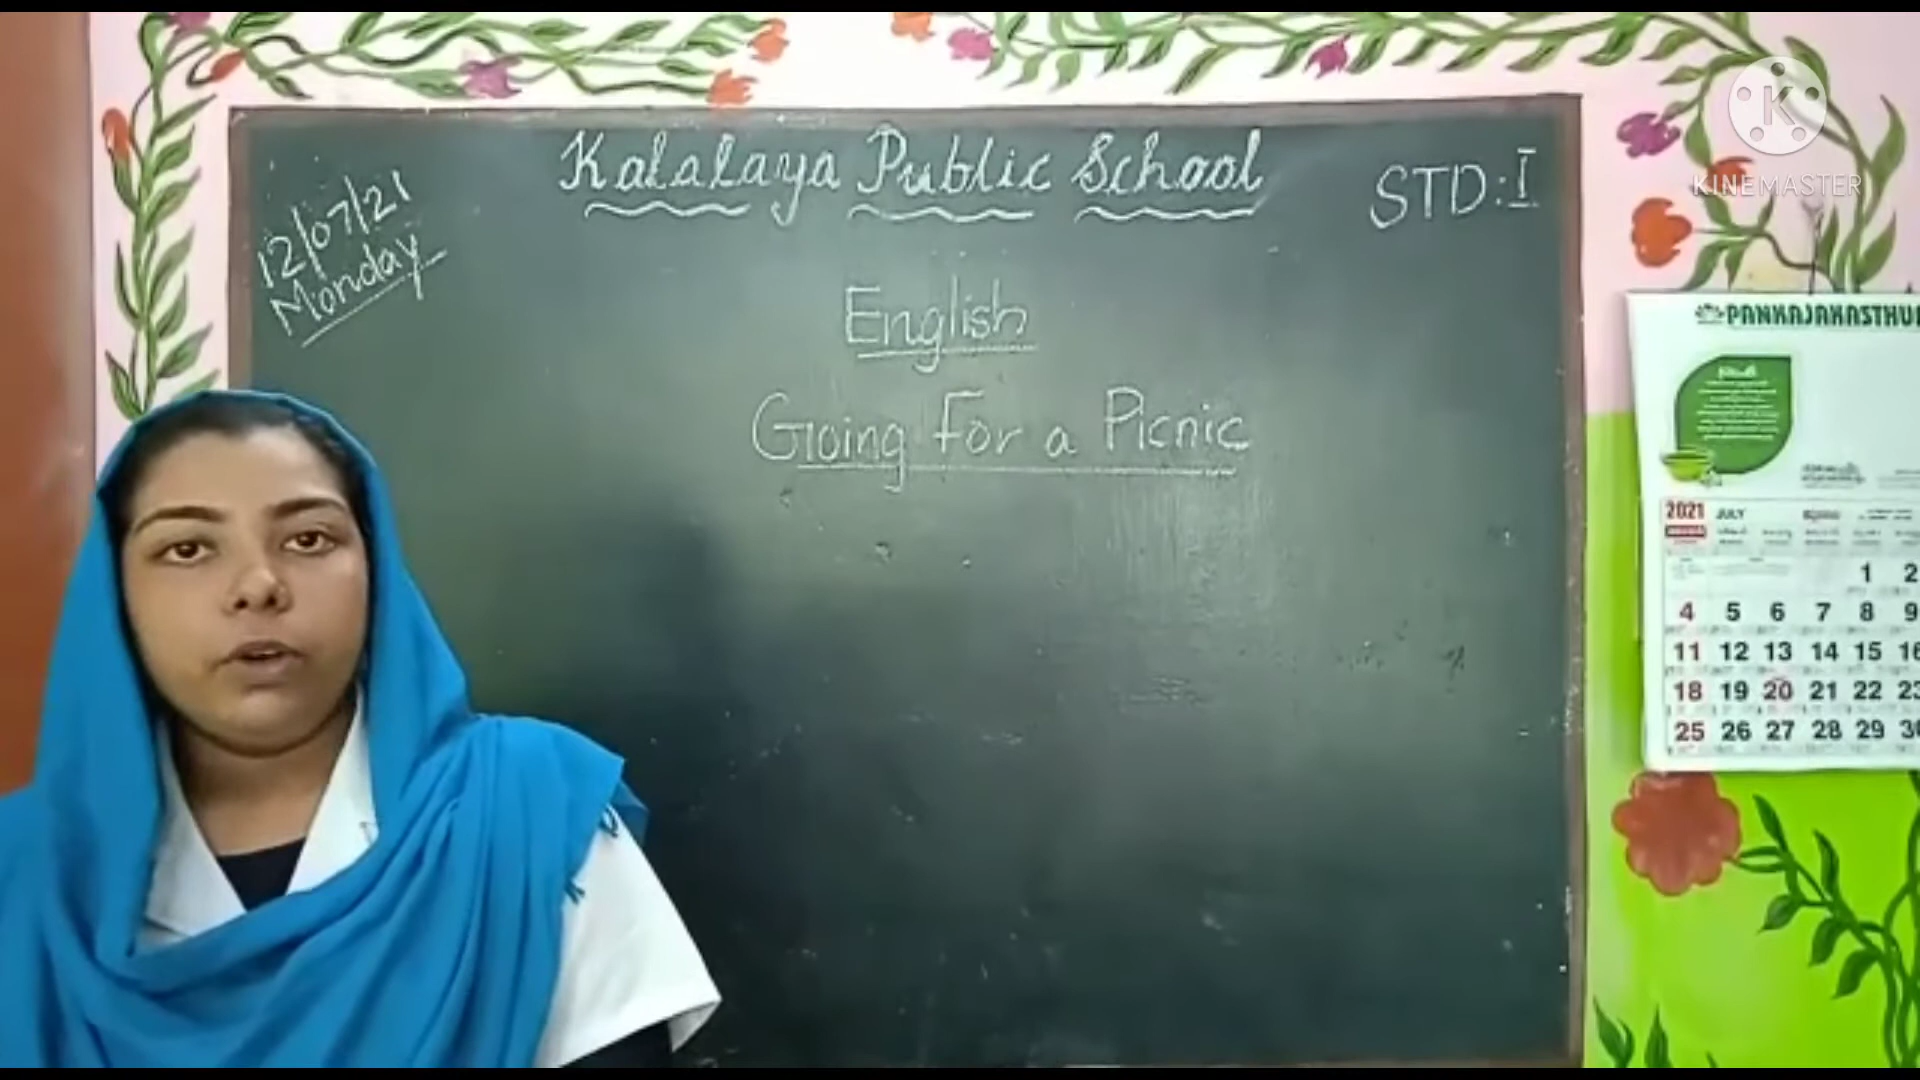 Kalalaya Public School
STD: I
12/07/21
Monday
English
Going For a Picnic
KINEMASTER
PANKAJAKASTHU
2021 JULY
1 2
4 5 6 7 8 9
11 12 13 14 15 16
18 19 20 21 22 23
25 26 27 28 29 30